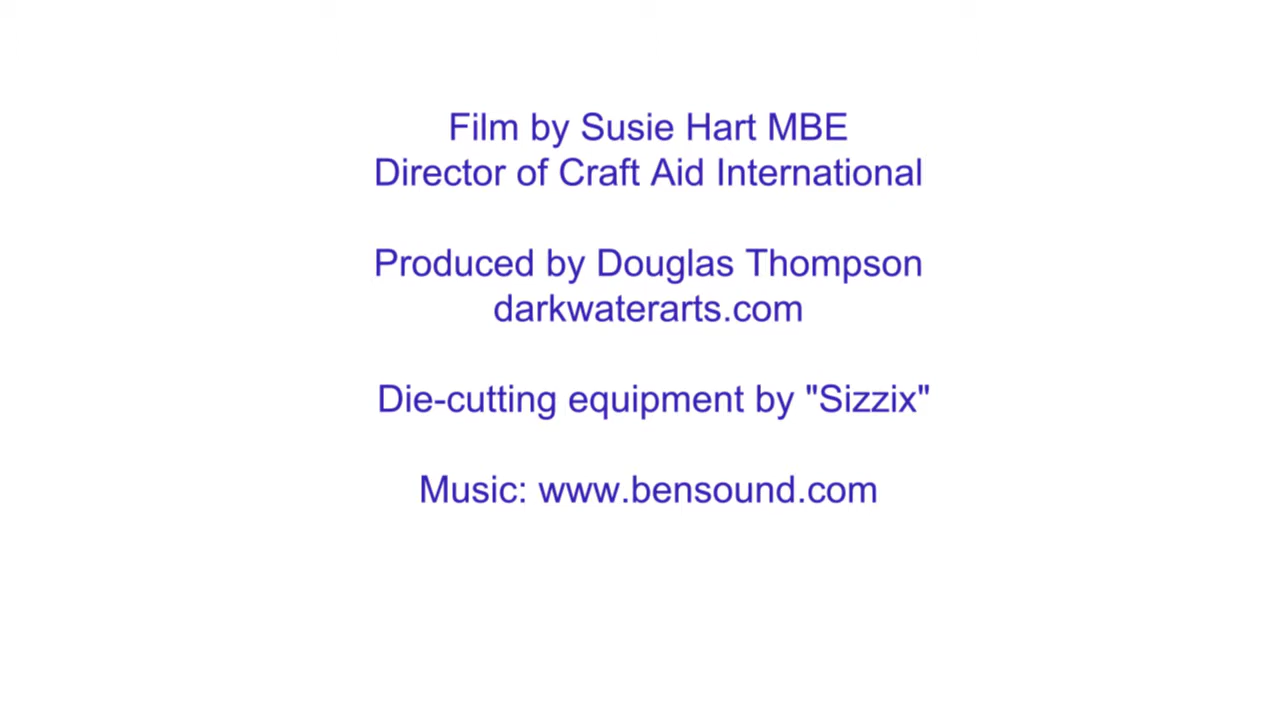 Film by Susie Hart MBE
Director of Craft Aid International
Produced by Douglas Thompson
darkwaterarts.com
Die-cutting equipment by "Sizzix"
Music: www.bensound.com